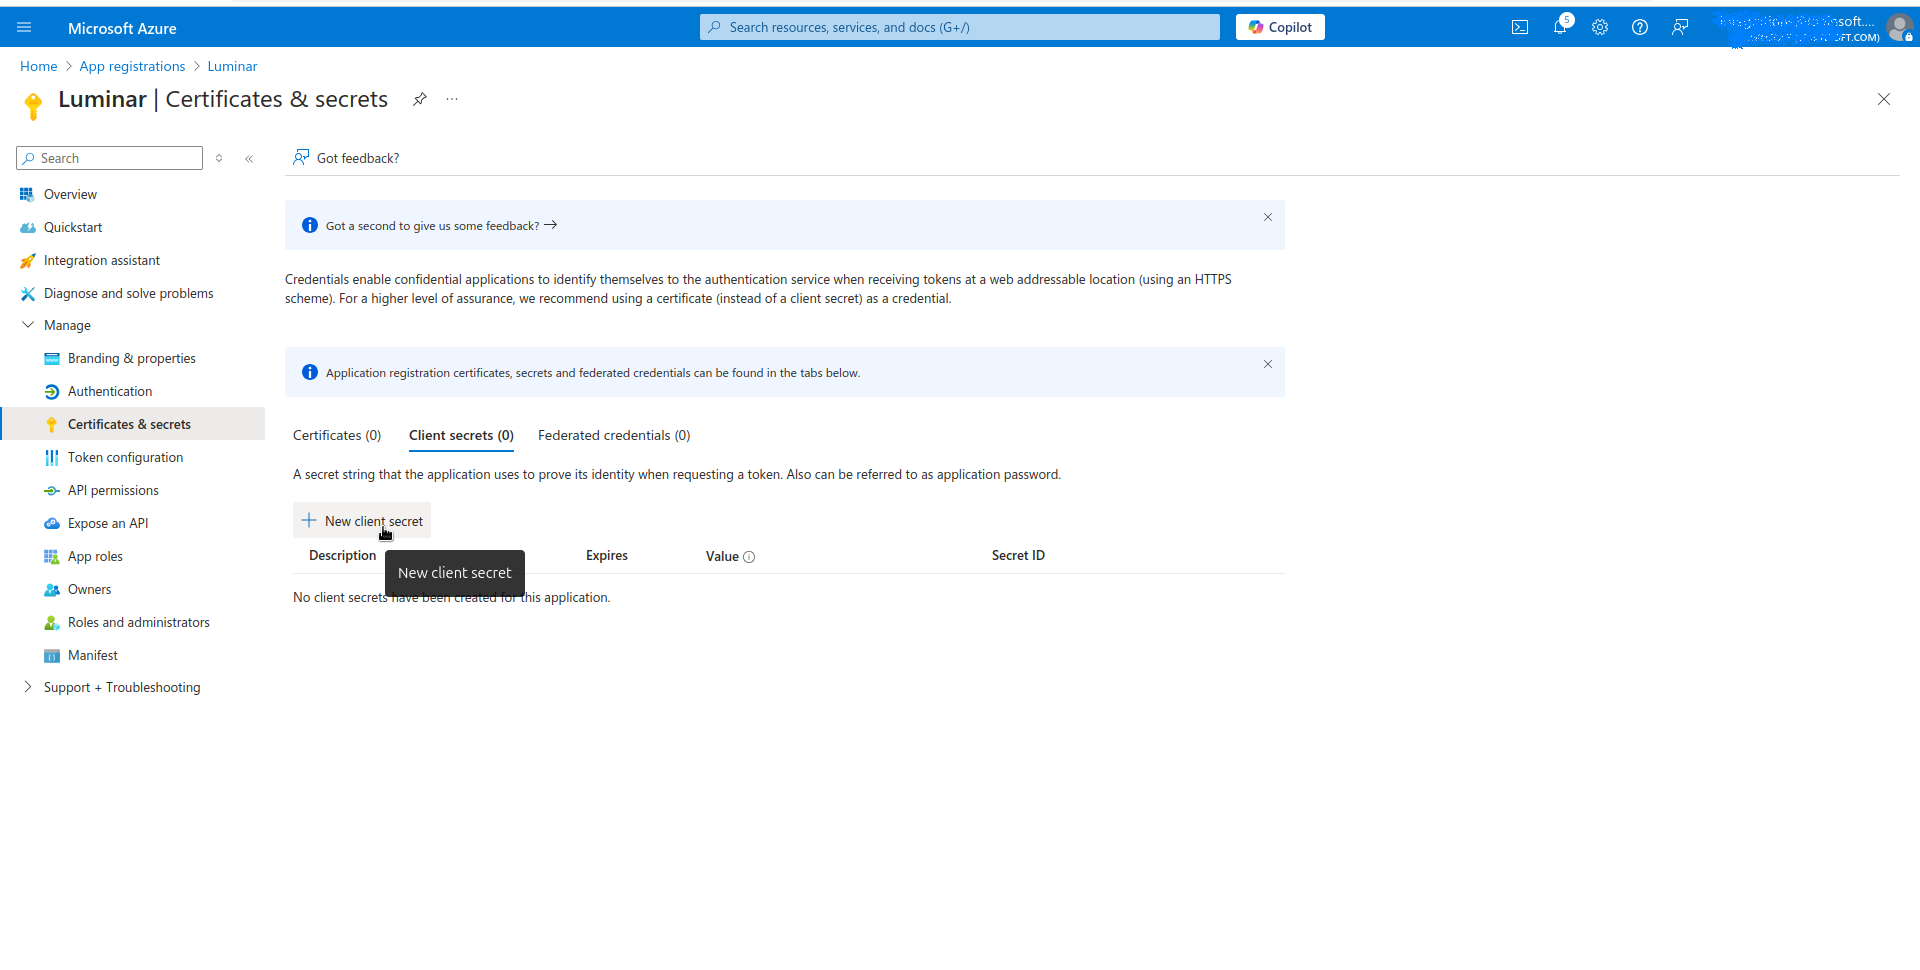 Microsoft Azure
Search resources, services, and docs (G+/)
Copilot
5
Home > App registrations > Luminar
Luminar | Certificates & secrets
Search
Got feedback?
Overview
Quickstart
Integration assistant
Diagnose and solve problems
Manage
Branding & properties
Authentication
Certificates & secrets
Token configuration
API permissions
Expose an API
App roles
Owners
Roles and administrators
Manifest
Support + Troubleshooting
Got a second to give us some feedback?
Credentials enable confidential applications to identify themselves to the authentication service when receiving tokens at a web addressable location (using an HTTPS
scheme). For a higher level of assurance, we recommend using a certificate (instead of a client secret) as a credential.
Application registration certificates, secrets and federated credentials can be found in the tabs below.
Certificates (0) Client secrets (0) Federated credentials (0)
A secret string that the application uses to prove its identity when requesting a token. Also can be referred to as application password.
New client secret
Description Expires Value Secret ID
New client secret
No client secrets have been created for this application.